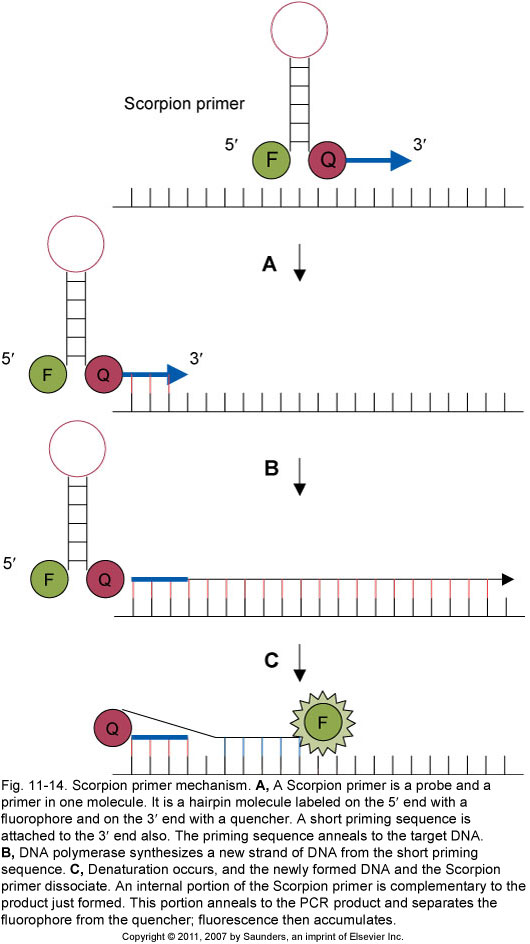 Scorpion primer
5′
F
Q
3′
A
5′
F
Q
3′
B
5′
F
Q
C
Q
F
Fig. 11-14. Scorpion primer mechanism. A, A Scorpion primer is a probe and a
primer in one molecule. It is a hairpin molecule labeled on the 5′ end with a
fluorophore and on the 3′ end with a quencher. A short priming sequence is
attached to the 3′ end also. The priming sequence anneals to the target DNA.
B, DNA polymerase synthesizes a new strand of DNA from the short priming
sequence. C, Denaturation occurs, and the newly formed DNA and the Scorpion
primer dissociate. An internal portion of the Scorpion primer is complementary to the
product just formed. This portion anneals to the PCR product and separates the
fluorophore from the quencher; fluorescence then accumulates.
Copyright © 2011, 2007 by Saunders, an imprint of Elsevier Inc.